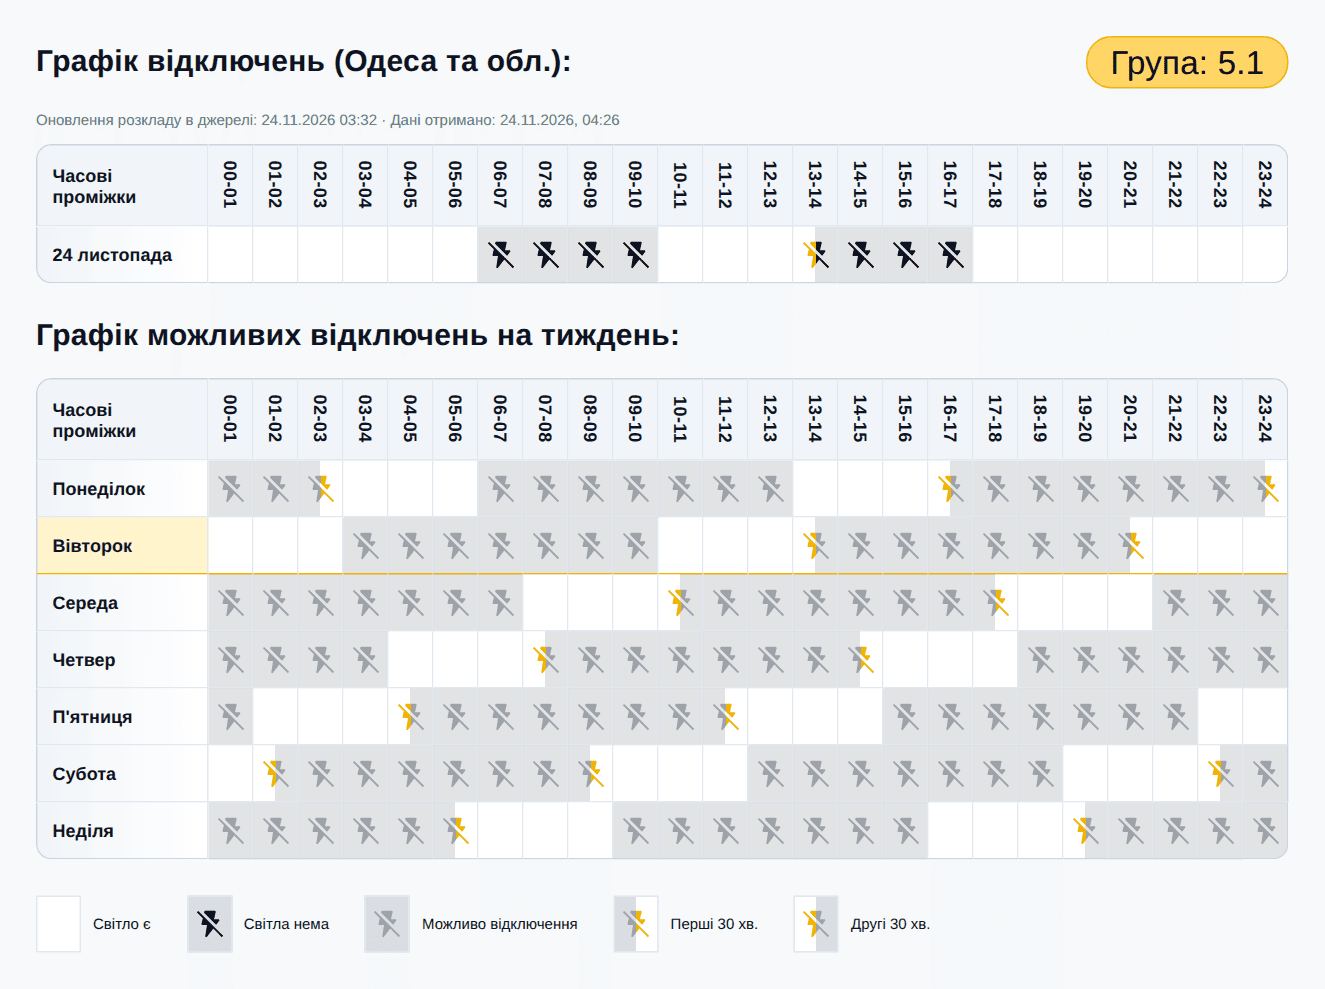 Графік відключень (Одеса та обл.):
Група: 5.1
Оновлення розкладу в джерелі: 24.11.2026 03:32 · Дані отримано: 24.11.2026, 04:26
Часові
проміжки
00-01 01-02 02-03 03-04 04-05 05-06 06-07 07-08 08-09 09-10 10-11 11-12 12-13 13-14 14-15 15-16 16-17 17-18 18-19 19-20 20-21 21-22 22-23 23-24
24 листопада
Графік можливих відключень на тиждень:
Часові
проміжки
00-01 01-02 02-03 03-04 04-05 05-06 06-07 07-08 08-09 09-10 10-11 11-12 12-13 13-14 14-15 15-16 16-17 17-18 18-19 19-20 20-21 21-22 22-23 23-24
Понеділок
Вівторок
Середа
Четвер
П'ятниця
Субота
Неділя
Світло є
Світла нема
Можливо відключення
Перші 30 хв.
Другі 30 хв.